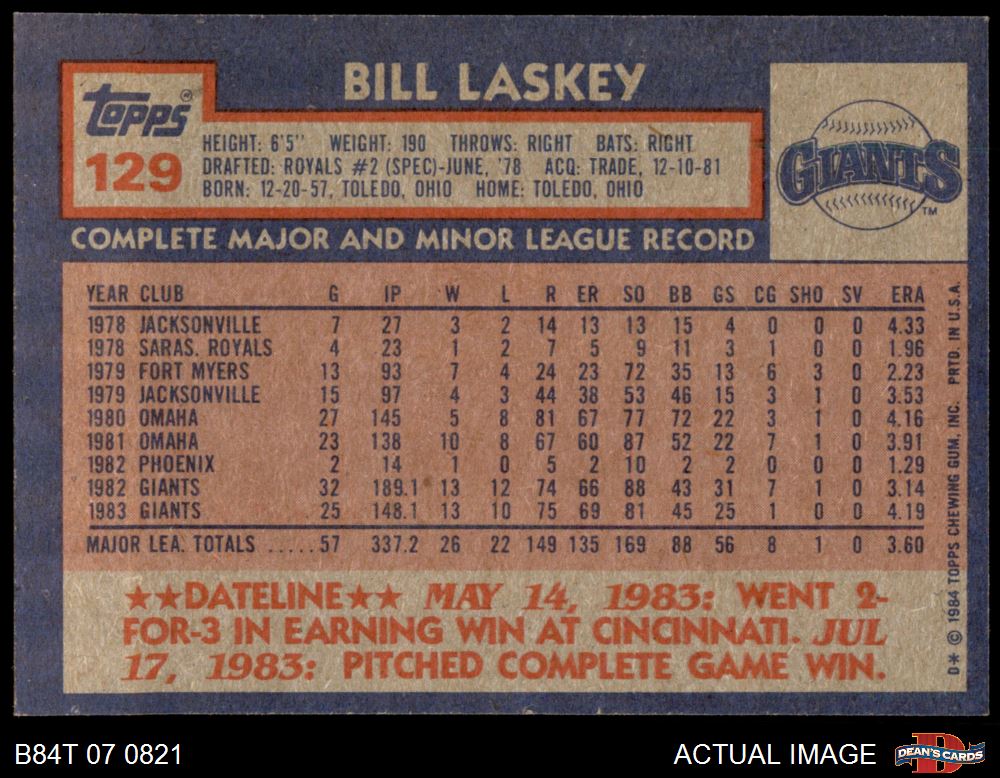 BILL LASKEY
TOPPS®
129
HEIGHT: 6'5" WEIGHT: 190 THROWS: RIGHT BATS: RIGHT
DRAFTED: ROYALS #2 (SPEC)-JUNE, '78 ACQ: TRADE, 12-10-81
BORN: 12-20-57, TOLEDO, OHIO HOME: TOLEDO, OHIO
GIANTS
TM
COMPLETE MAJOR AND MINOR LEAGUE RECORD
YEAR CLUB G IP W L R ER SO BB GS CG SHO SV ERA
1978 JACKSONVILLE 7 27 3 2 14 13 13 15 4 0 0 0 4.33
1978 SARAS. ROYALS 4 23 1 2 7 5 9 11 3 1 0 0 1.96
1979 FORT MYERS 13 93 7 4 24 23 72 35 13 6 3 0 2.23
1979 JACKSONVILLE 15 97 4 3 44 38 53 46 15 3 1 0 3.53
1980 OMAHA 27 145 5 8 81 67 77 72 22 3 1 0 4.16
1981 OMAHA 23 138 10 8 67 60 87 52 22 7 1 0 3.91
1982 PHOENIX 2 14 1 0 5 2 10 2 2 0 0 0 1.29
1982 GIANTS 32 189.1 13 12 74 66 88 43 31 7 1 0 3.14
1983 GIANTS 25 148.1 13 10 75 69 81 45 25 1 0 0 4.19
MAJOR LEA. TOTALS .....57 337.2 26 22 149 135 169 88 56 8 1 0 3.60
★★DATELINE★★ MAY 14, 1983: WENT 2-
FOR-3 IN EARNING WIN AT CINCINNATI. JUL
17, 1983: PITCHED COMPLETE GAME WIN.
D* © 1984 TOPPS CHEWING GUM, INC. PRTD. IN U.S.A.
B84T 07 0821
ACTUAL IMAGE
DEAN'S CARDS